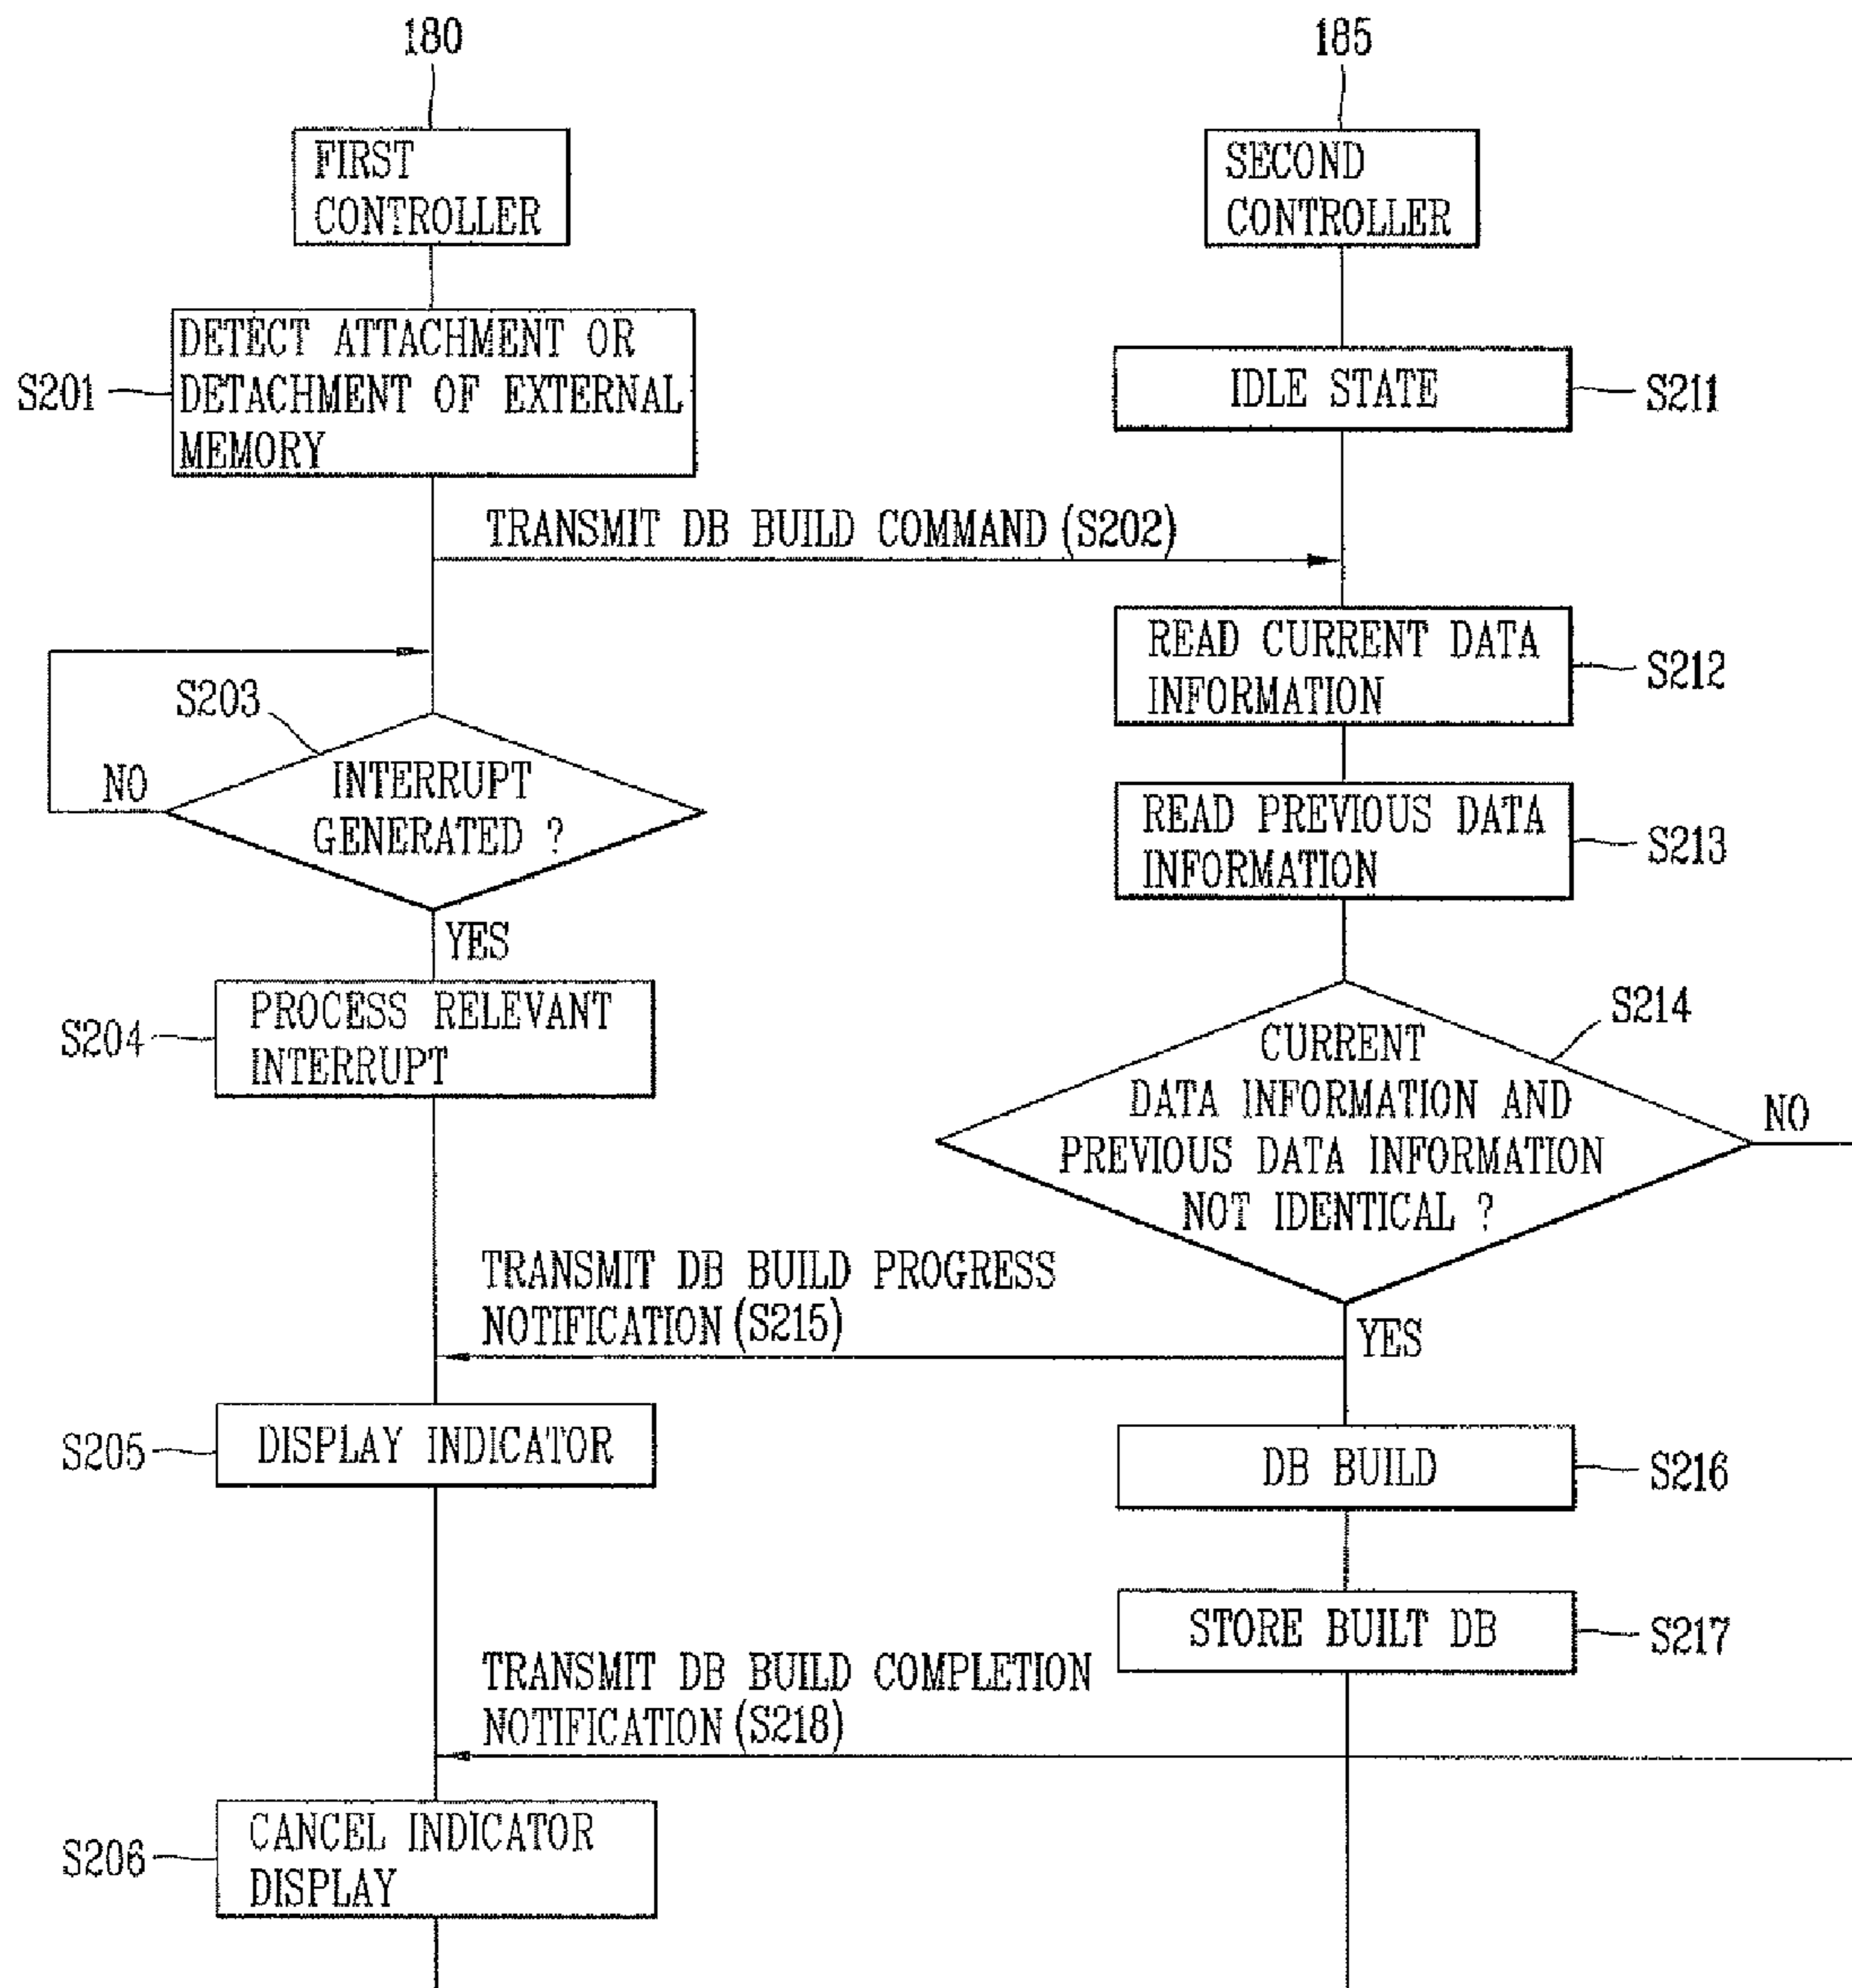 180
185
FIRST
CONTROLLER
SECOND
CONTROLLER
DETECT ATTACHMENT OR
DETACHMENT OF EXTERNAL
MEMORY
S201
IDLE STATE
S211
TRANSMIT DB BUILD COMMAND (S202)
READ CURRENT DATA
INFORMATION
S212
S203
NO
INTERRUPT
GENERATED ?
YES
READ PREVIOUS DATA
INFORMATION
S213
PROCESS RELEVANT
INTERRUPT
S204
S214
CURRENT
DATA INFORMATION AND
PREVIOUS DATA INFORMATION
NOT IDENTICAL ?
NO
YES
TRANSMIT DB BUILD PROGRESS
NOTIFICATION (S215)
S205
DISPLAY INDICATOR
DB BUILD
S216
STORE BUILT DB
S217
TRANSMIT DB BUILD COMPLETION
NOTIFICATION (S218)
S206
CANCEL INDICATOR
DISPLAY